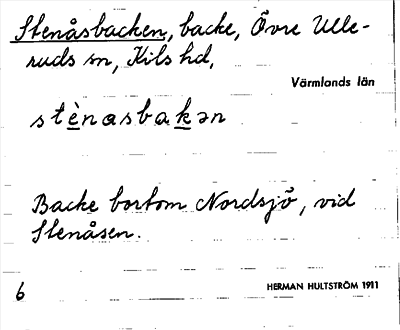 Stenåsbacken, backe, Övre Ulle-
ruds sn, Kils hd,
Värmlands län
stènasbakən
Backe bortom Nordsjö, vid
Stenåsen.
6
HERMAN HULTSTRÖM 1911